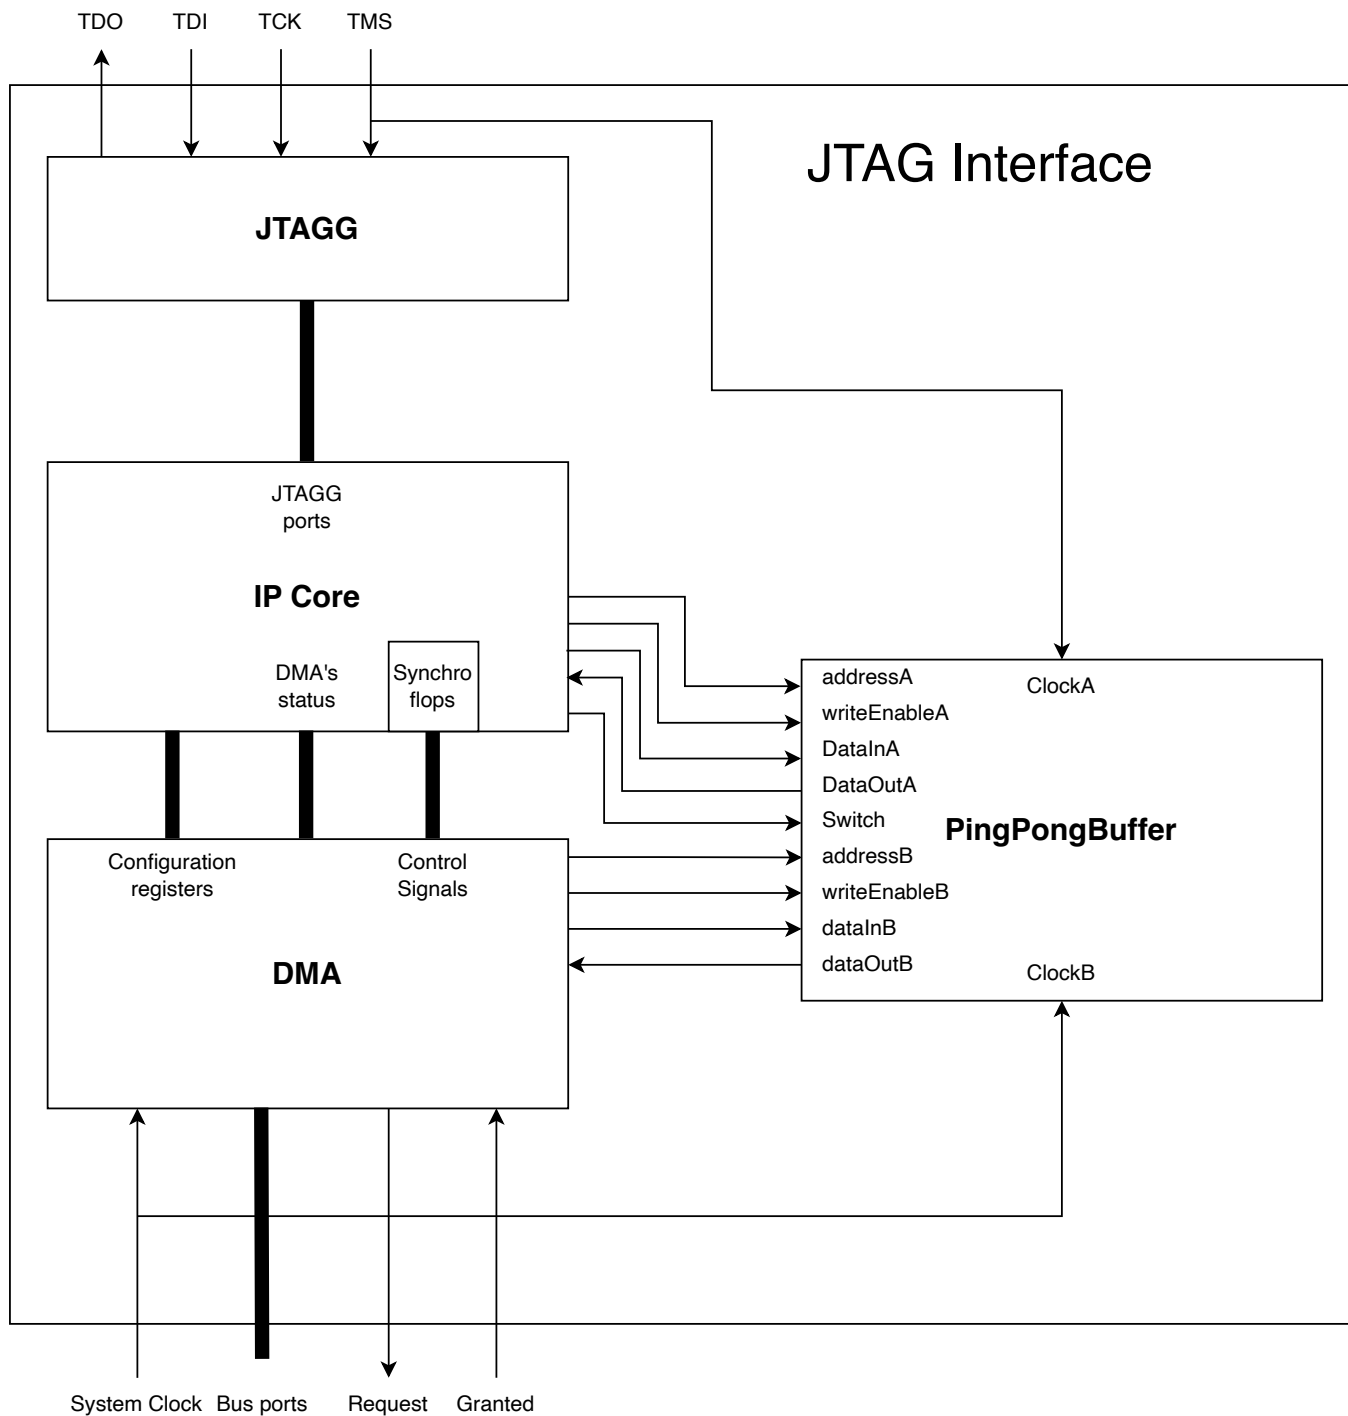 TDO TDI TCK TMS
JTAG Interface
JTAGG
JTAGG
ports
IP Core
DMA's
status
Synchro
flops
addressA
ClockA
writeEnableA
DataInA
DataOutA
Switch
PingPongBuffer
addressB
writeEnableB
dataInB
dataOutB
ClockB
Configuration
registers
Control
Signals
DMA
System Clock Bus ports Request Granted